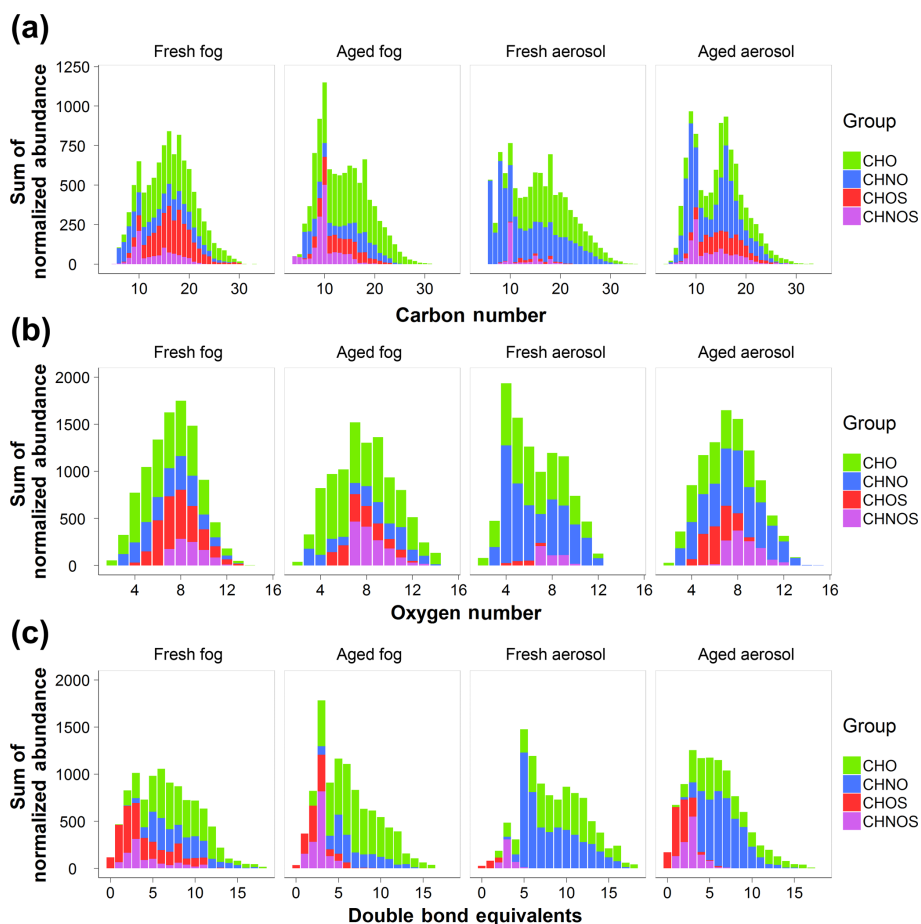 (a)
Fresh fog Aged fog Fresh aerosol Aged aerosol
Sum of
normalized abundance
1250
1000
750
500
250
0
10 20 30 10 20 30 10 20 30 10 20 30
Carbon number
Group
CHO
CHNO
CHOS
CHNOS
(b)
Fresh fog Aged fog Fresh aerosol Aged aerosol
Sum of
normalized abundance
2000
1500
1000
500
0
0 4 8 12 16 0 4 8 12 16 0 4 8 12 16 0 4 8 12 16
Oxygen number
Group
CHO
CHNO
CHOS
CHNOS
(c)
Fresh fog Aged fog Fresh aerosol Aged aerosol
Sum of
normalized abundance
2000
1500
1000
500
0
0 5 10 15 0 5 10 15 0 5 10 15 0 5 10 15
Double bond equivalents
Group
CHO
CHNO
CHOS
CHNOS